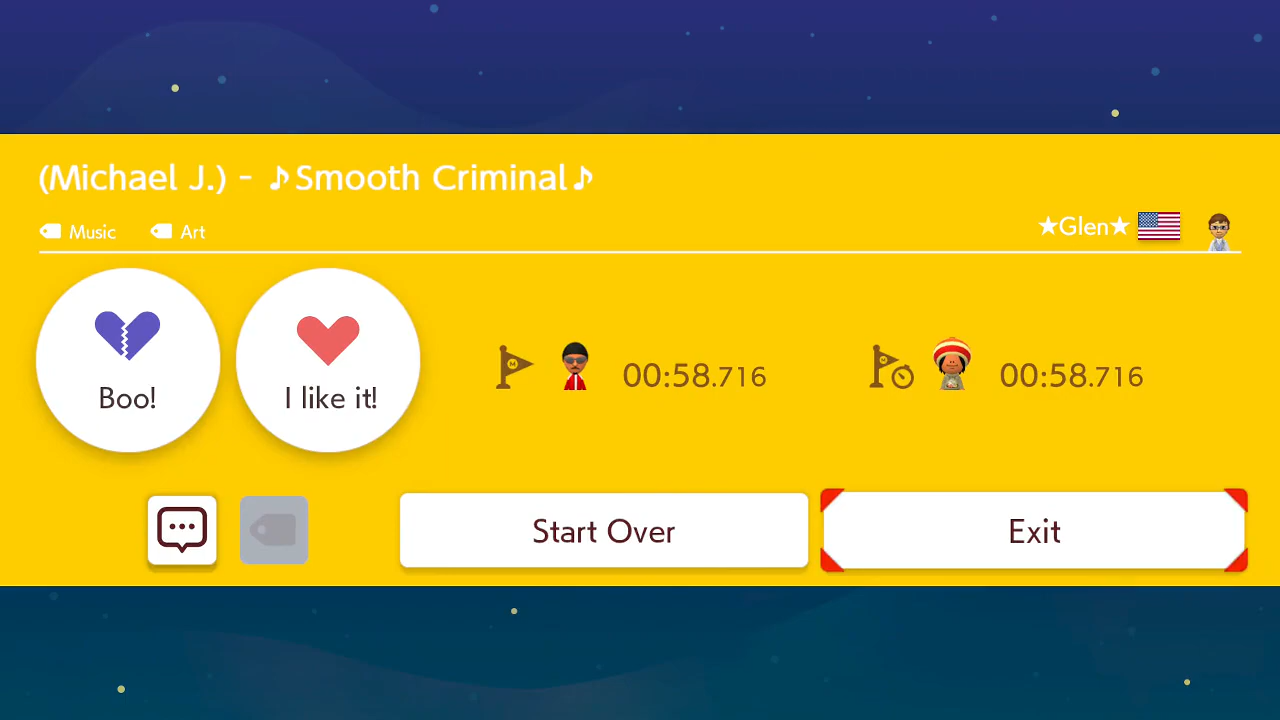 (Michael J.) - ♪Smooth Criminal♪
Music Art
★Glen★
Boo!
I like it!
M 00:58.716
M 00:58.716
Start Over
Exit